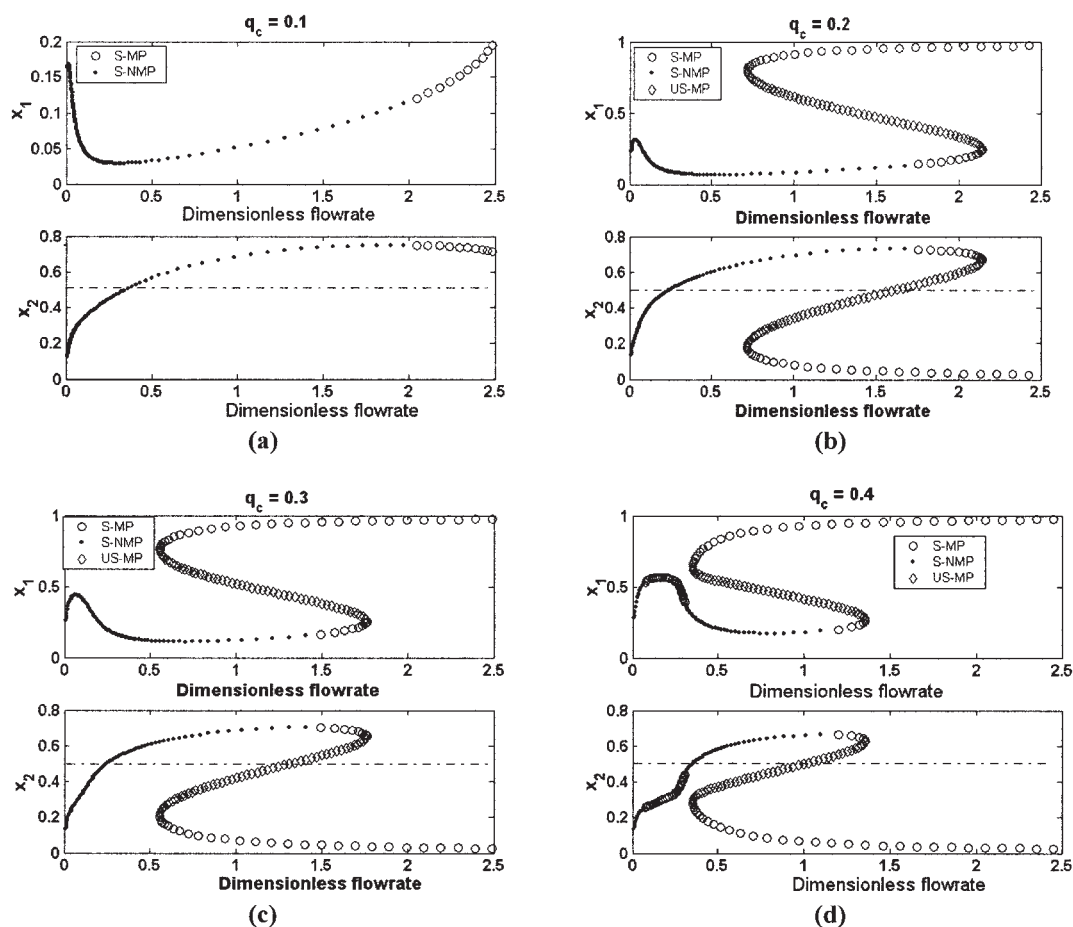 q_c = 0.1
0.2
0.15
0.1
0.05
0
x_1
S-MP
S-NMP
0 0.5 1 1.5 2 2.5
Dimensionless flowrate
0.8
0.6
0.4
0.2
0
x_2
0 0.5 1 1.5 2 2.5
Dimensionless flowrate
(a)
q_c = 0.2
1
0.5
0
x_1
S-MP
S-NMP
US-MP
0 0.5 1 1.5 2 2.5
Dimensionless flowrate
0.8
0.6
0.4
0.2
0
x_2
0 0.5 1 1.5 2 2.5
Dimensionless flowrate
(b)
q_c = 0.3
1
0.5
0
x_1
S-MP
S-NMP
US-MP
0 0.5 1 1.5 2 2.5
Dimensionless flowrate
0.8
0.6
0.4
0.2
0
x_2
0 0.5 1 1.5 2 2.5
Dimensionless flowrate
(c)
q_c = 0.4
1
0.5
0
x_1
S-MP
S-NMP
US-MP
0 0.5 1 1.5 2 2.5
Dimensionless flowrate
0.8
0.6
0.4
0.2
0
x_2
0 0.5 1 1.5 2 2.5
Dimensionless flowrate
(d)